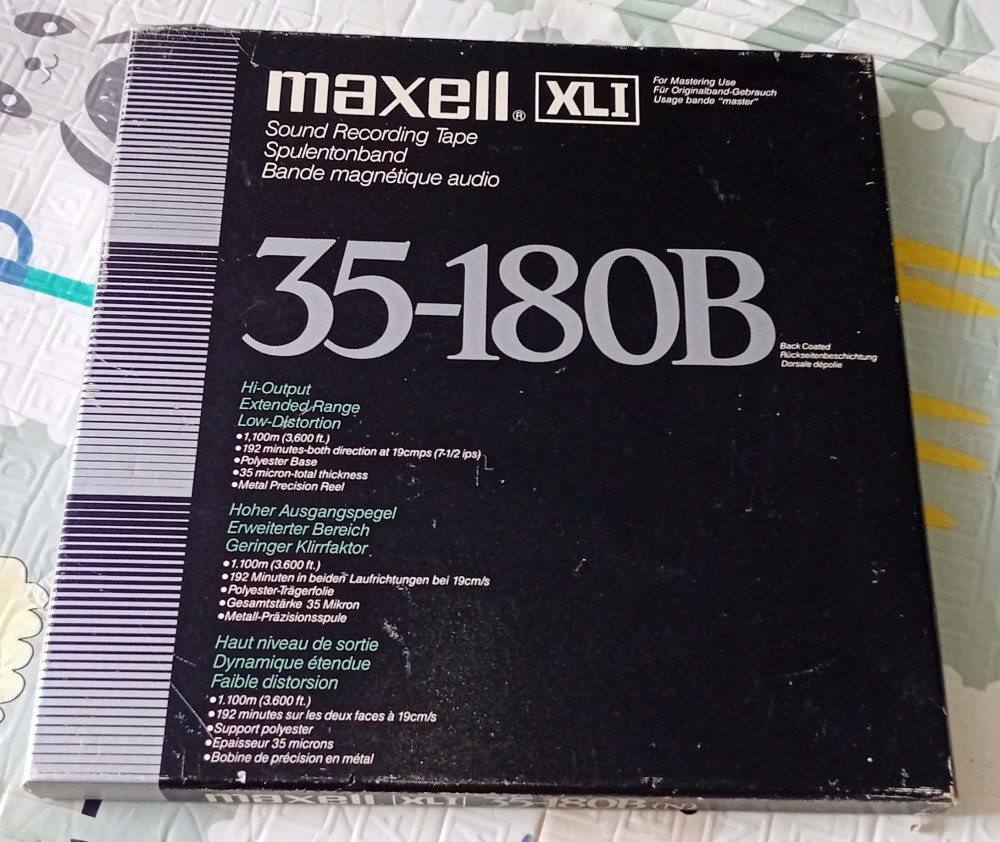 maxell® XLI
For Mastering Use
Für Originalband-Gebrauch
Usage bande "master"
Sound Recording Tape
Spulentonband
Bande magnétique audio
35-180B
Back Coated
Rückseitenbeschichtung
Dorsale dépolie
Hi-Output
Extended Range
Low-Distortion
•1,100m (3,600 ft.)
•192 minutes-both direction at 19cmps (7-1/2 ips)
•Polyester Base
•35 micron-total thickness
•Metal Precision Reel
Hoher Ausgangspegel
Erweiterter Bereich
Geringer Klirrfaktor
•1.100m (3.600 ft.)
•192 Minuten in beiden Laufrichtungen bei 19cm/s
•Polyester-Trägerfolie
•Gesamtstärke 35 Mikron
•Metall-Präzisionsspule
Haut niveau de sortie
Dynamique étendue
Faible distorsion
•1.100m (3.600 ft.)
•192 minutes sur les deux faces à 19cm/s
•Support polyester
•Epaisseur 35 microns
•Bobine de précision en métal
maxell XLI 35-180B (N)